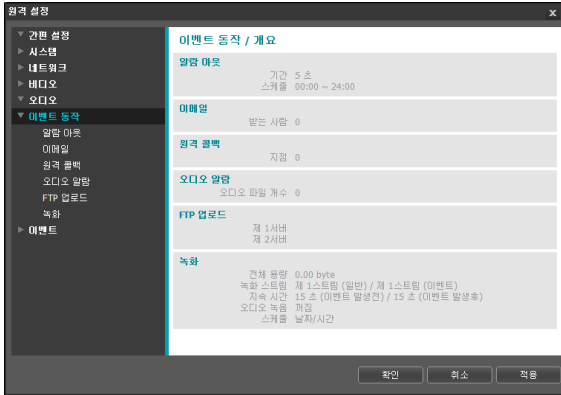 원격 설정
x
간편 설정
시스템
네트워크
비디오
오디오
이벤트 동작
알람 아웃
이메일
원격 콜백
오디오 알람
FTP 업로드
녹화
이벤트
이벤트 동작 / 개요
알람 아웃
기간 5 초
스케줄 00:00 ~ 24:00
이메일
받는 사람 0
원격 콜백
지점 0
오디오 알람
오디오 파일 개수 0
FTP 업로드
제 1서버
제 2서버
녹화
전체 용량 0.00 byte
녹화 스트림 제 1스트림 (일반) / 제 1스트림 (이벤트)
지속 시간 15 초 (이벤트 발생전) / 15 초 (이벤트 발생후)
오디오 녹음 꺼짐
스케줄 날짜/시간
확인 취소 적용